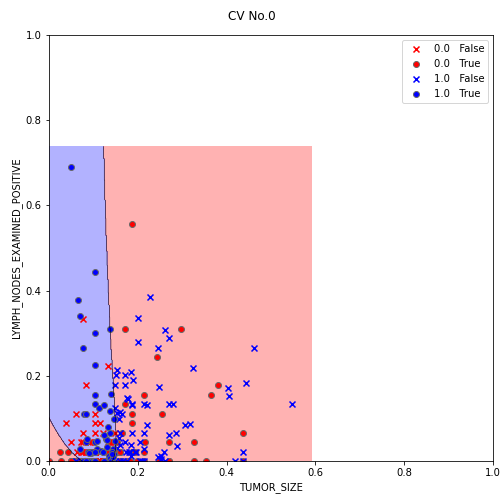 CV No.0
1.0
0.0 False
0.0 True
1.0 False
1.0 True
0.8
0.6
0.4
0.2
0.0
LYMPH_NODES_EXAMINED_POSITIVE
0.0 0.2 0.4 0.6 0.8 1.0
TUMOR_SIZE